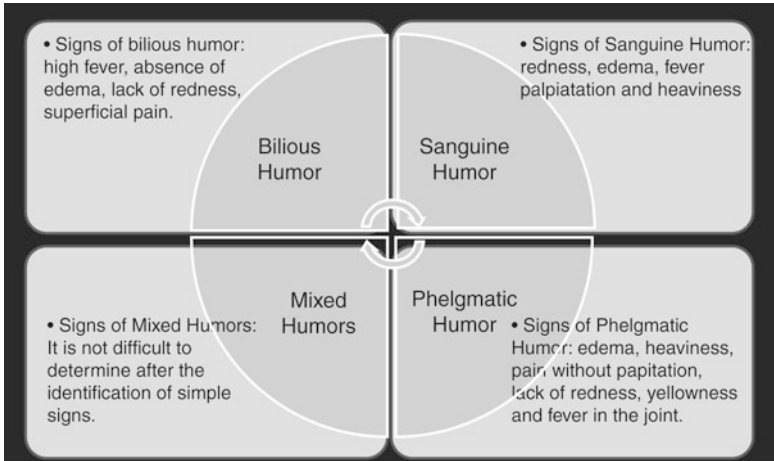 • Signs of bilious humor:
high fever, absence of
edema, lack of redness,
superficial pain.
Bilious
Humor
• Signs of Sanguine Humor:
redness, edema, fever
palpiatation and heaviness
Sanguine
Humor
• Signs of Mixed Humors:
It is not difficult to
determine after the
identification of simple
signs.
Mixed
Humors
Phelgmatic
Humor
• Signs of Phelgmatic
Humor: edema, heaviness,
pain without papitation,
lack of redness, yellowness
and fever in the joint.